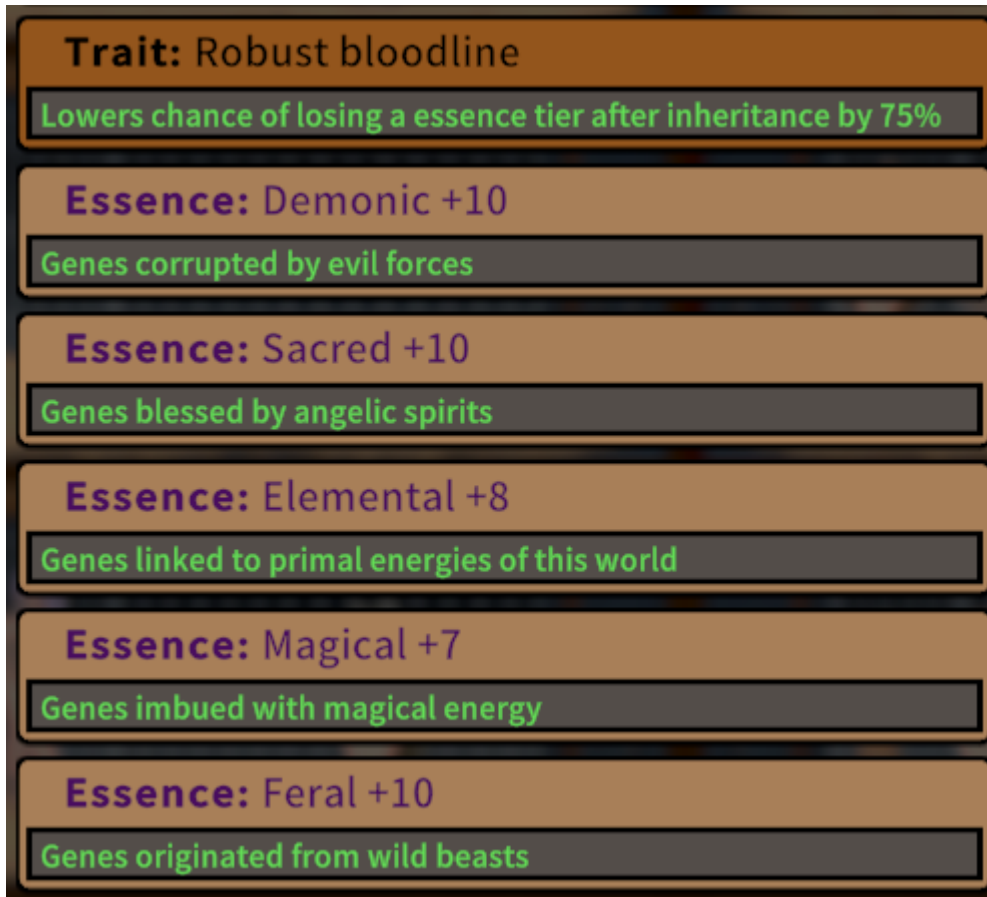 Trait: Robust bloodline
Lowers chance of losing a essence tier after inheritance by 75%
Essence: Demonic +10
Genes corrupted by evil forces
Essence: Sacred +10
Genes blessed by angelic spirits
Essence: Elemental +8
Genes linked to primal energies of this world
Essence: Magical +7
Genes imbued with magical energy
Essence: Feral +10
Genes originated from wild beasts